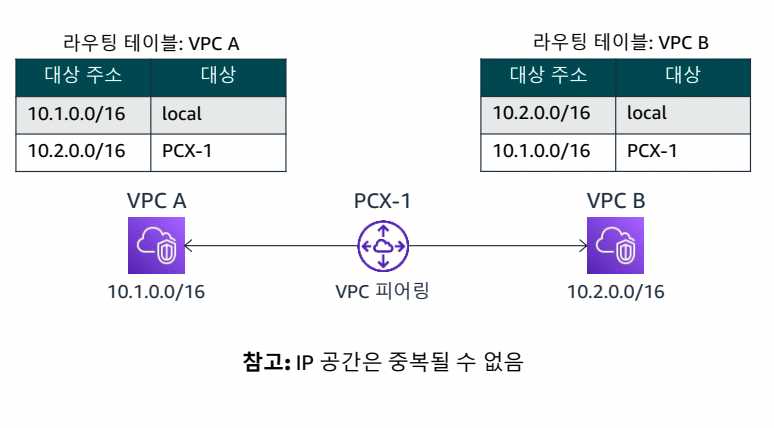 라우팅 테이블: VPC A
대상 주소 대상
10.1.0.0/16 local
10.2.0.0/16 PCX-1
라우팅 테이블: VPC B
대상 주소 대상
10.2.0.0/16 local
10.1.0.0/16 PCX-1
VPC A
PCX-1
VPC B
10.1.0.0/16
VPC 피어링
10.2.0.0/16
참고: IP 공간은 중복될 수 없음